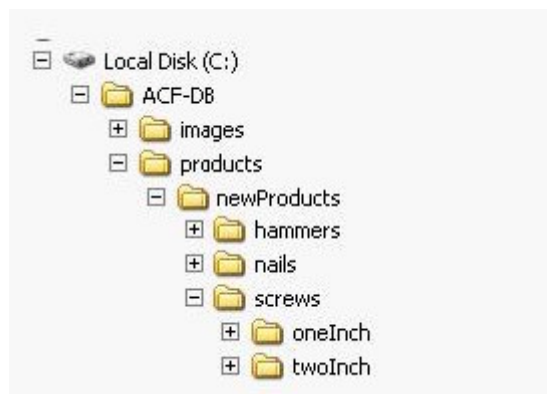 Local Disk (C:)
ACF-DB
images
products
newProducts
hammers
nails
screws
oneInch
twoInch